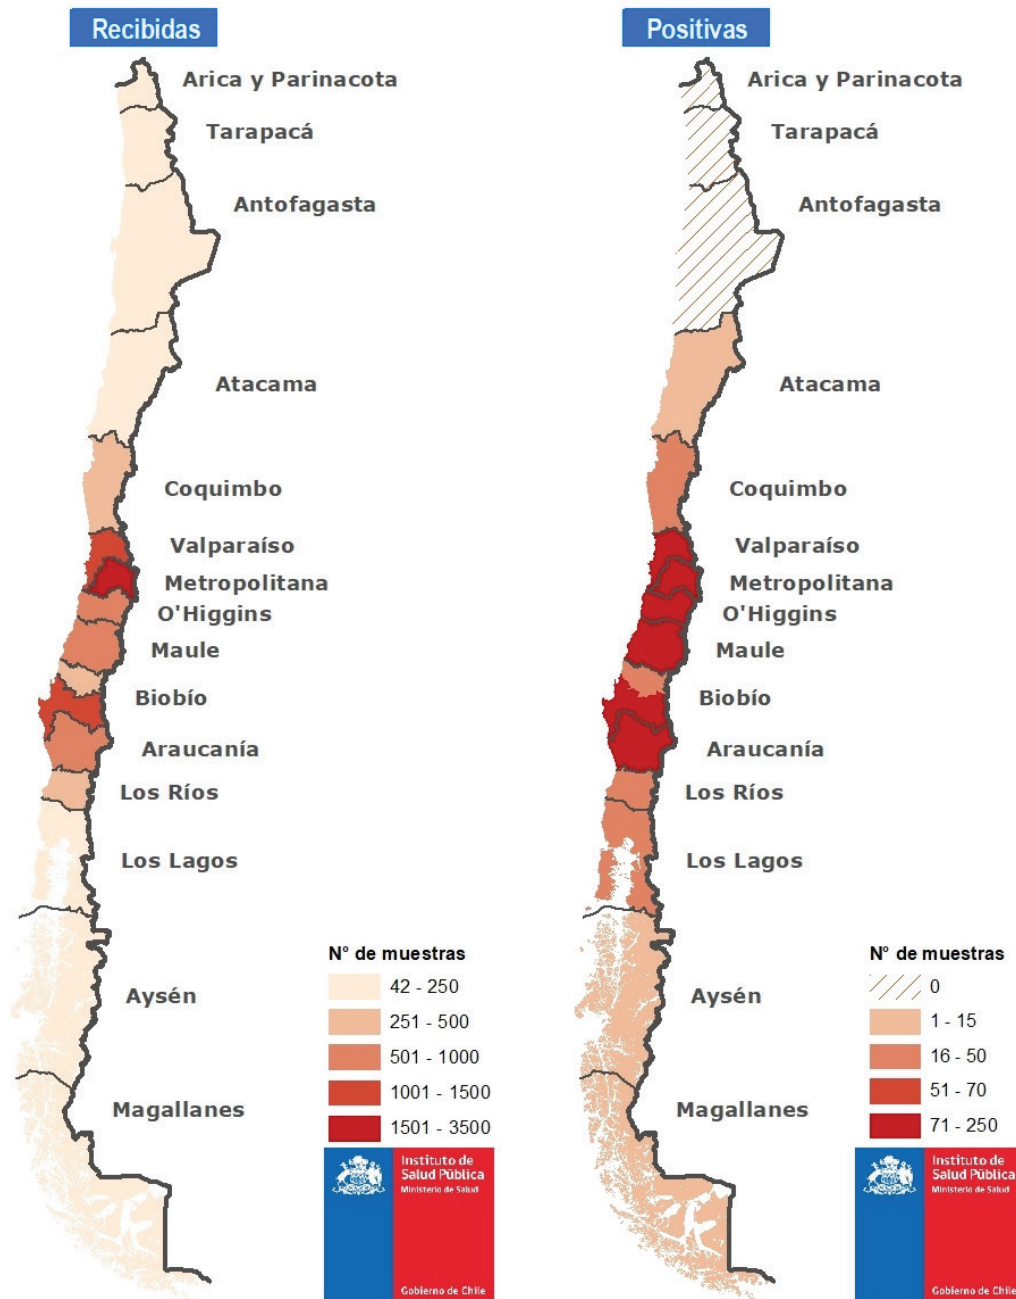 Recibidas
Arica y Parinacota
Tarapacá
Antofagasta
Atacama
Coquimbo
Valparaíso
Metropolitana
O'Higgins
Maule
Biobío
Araucanía
Los Ríos
Los Lagos
Aysén
Magallanes
N° de muestras
42 - 250
251 - 500
501 - 1000
1001 - 1500
1501 - 3500
Instituto de
Salud Pública
Ministerio de Salud
Gobierno de Chile
Positivas
Arica y Parinacota
Tarapacá
Antofagasta
Atacama
Coquimbo
Valparaíso
Metropolitana
O'Higgins
Maule
Biobío
Araucanía
Los Ríos
Los Lagos
Aysén
Magallanes
N° de muestras
0
1 - 15
16 - 50
51 - 70
71 - 250
Instituto de
Salud Pública
Ministerio de Salud
Gobierno de Chile